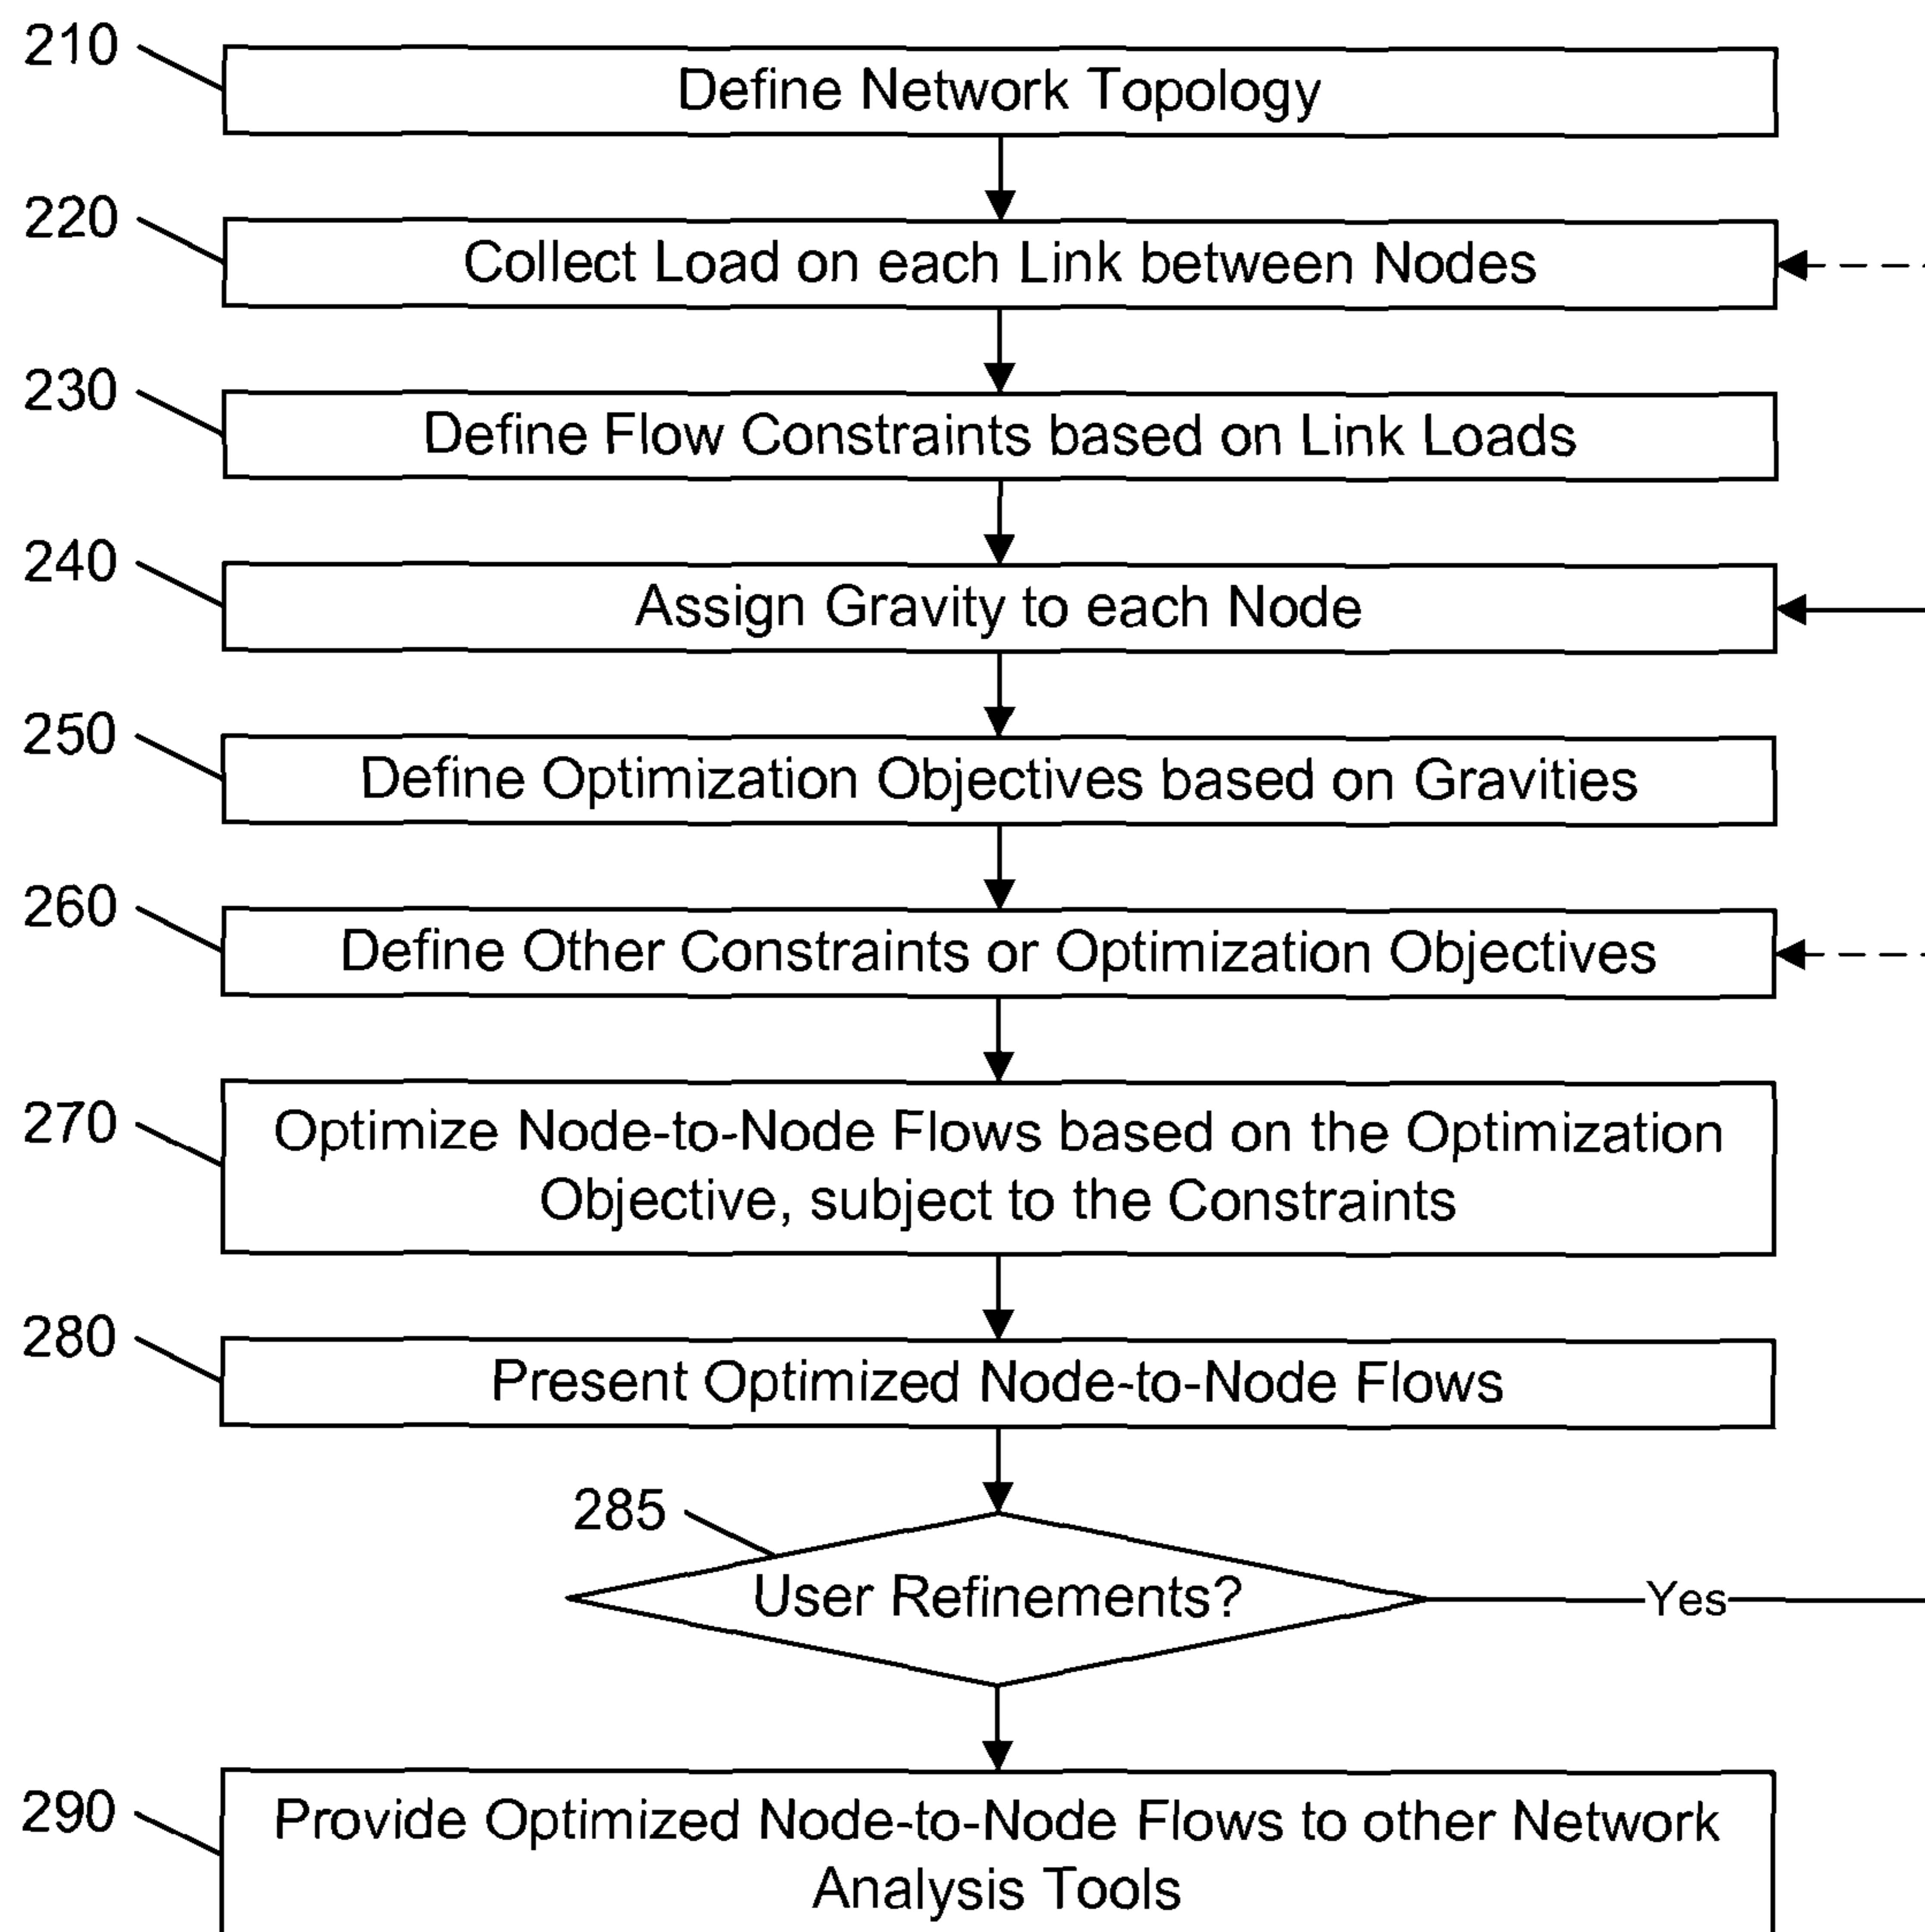 210
Define Network Topology
220
Collect Load on each Link between Nodes
230
Define Flow Constraints based on Link Loads
240
Assign Gravity to each Node
250
Define Optimization Objectives based on Gravities
260
Define Other Constraints or Optimization Objectives
270
Optimize Node-to-Node Flows based on the Optimization
Objective, subject to the Constraints
280
Present Optimized Node-to-Node Flows
285
User Refinements?
Yes
290
Provide Optimized Node-to-Node Flows to other Network
Analysis Tools